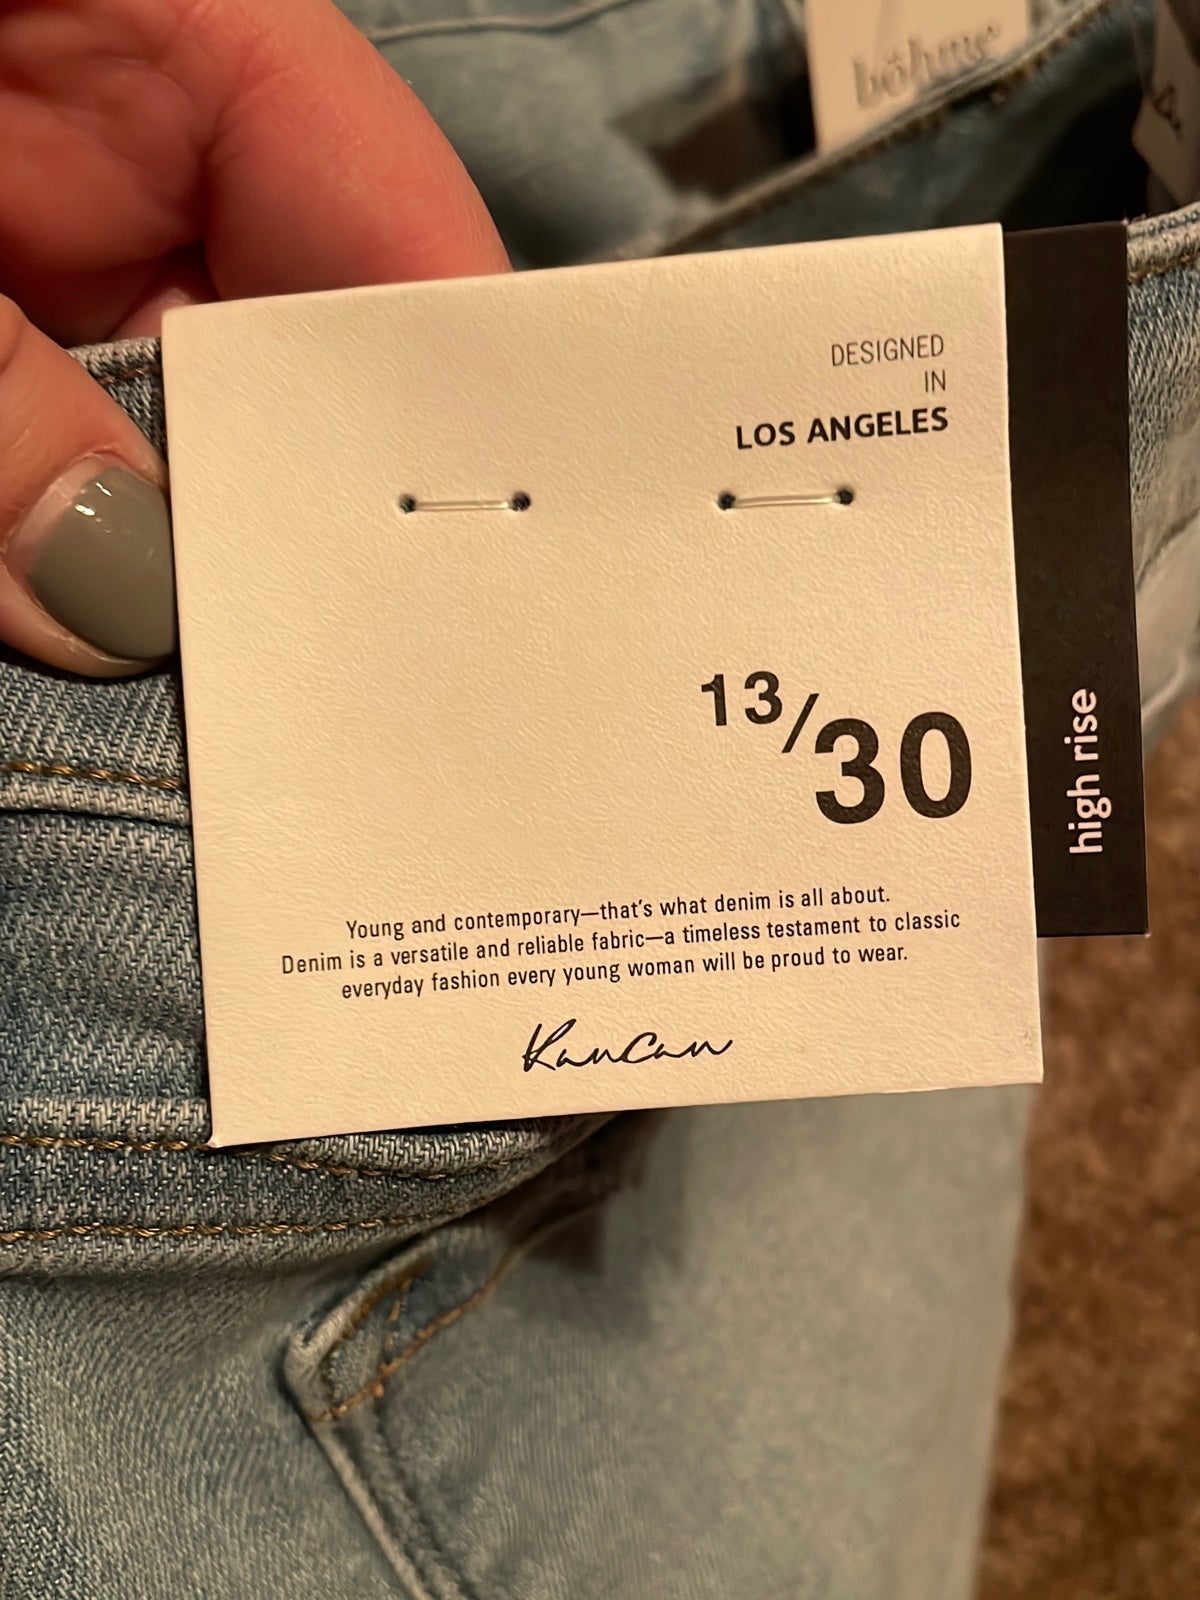 böhme
DESIGNED
IN
LOS ANGELES
13/30
high rise
Young and contemporary—that's what denim is all about.
Denim is a versatile and reliable fabric—a timeless testament to classic
everyday fashion every young woman will be proud to wear.
KanCan